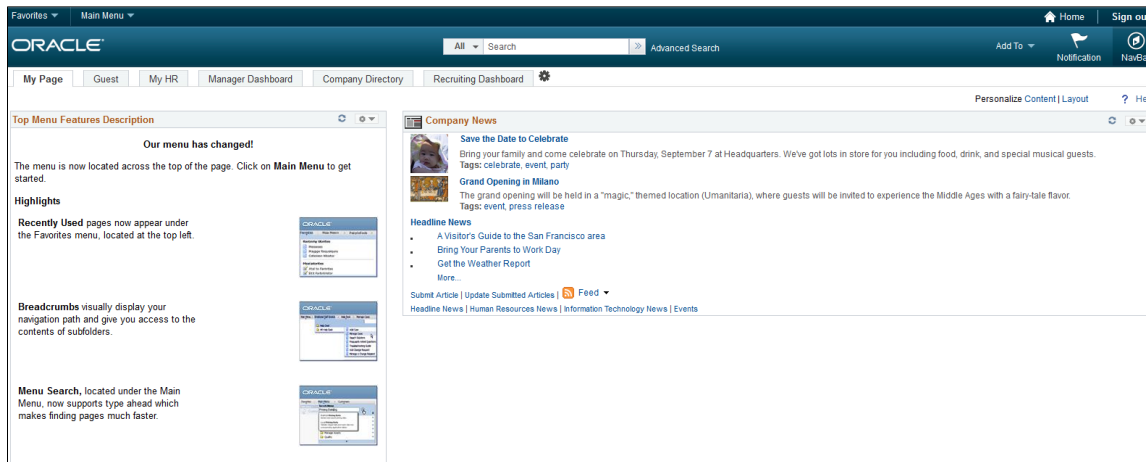 Favorites Main Menu Home Sign ou
ORACLE All Search Advanced Search Add To Notification NavBa
My Page Guest My HR Manager Dashboard Company Directory Recruiting Dashboard
Personalize Content | Layout ? He
Top Menu Features Description
Our menu has changed!
The menu is now located across the top of the page. Click on Main Menu to get
started.
Highlights
Recently Used pages now appear under
the Favorites menu, located at the top left.
ORACLE
Breadcrumbs visually display your
navigation path and give you access to the
contents of subfolders.
ORACLE
Menu Search, located under the Main
Menu, now supports type ahead which
makes finding pages much faster.
ORACLE
Company News
Save the Date to Celebrate
Bring your family and come celebrate on Thursday, September 7 at Headquarters. We've got lots in store for you including food, drink, and special musical guests.
Tags: celebrate, event, party
Grand Opening in Milano
The grand opening will be held in a "magic," themed location (Umanitaria), where guests will be invited to experience the Middle Ages with a fairy-tale flavor.
Tags: event, press release
Headline News
• A Visitor's Guide to the San Francisco area
• Bring Your Parents to Work Day
• Get the Weather Report
More...
Submit Article | Update Submitted Articles | Feed
Headline News | Human Resources News | Information Technology News | Events